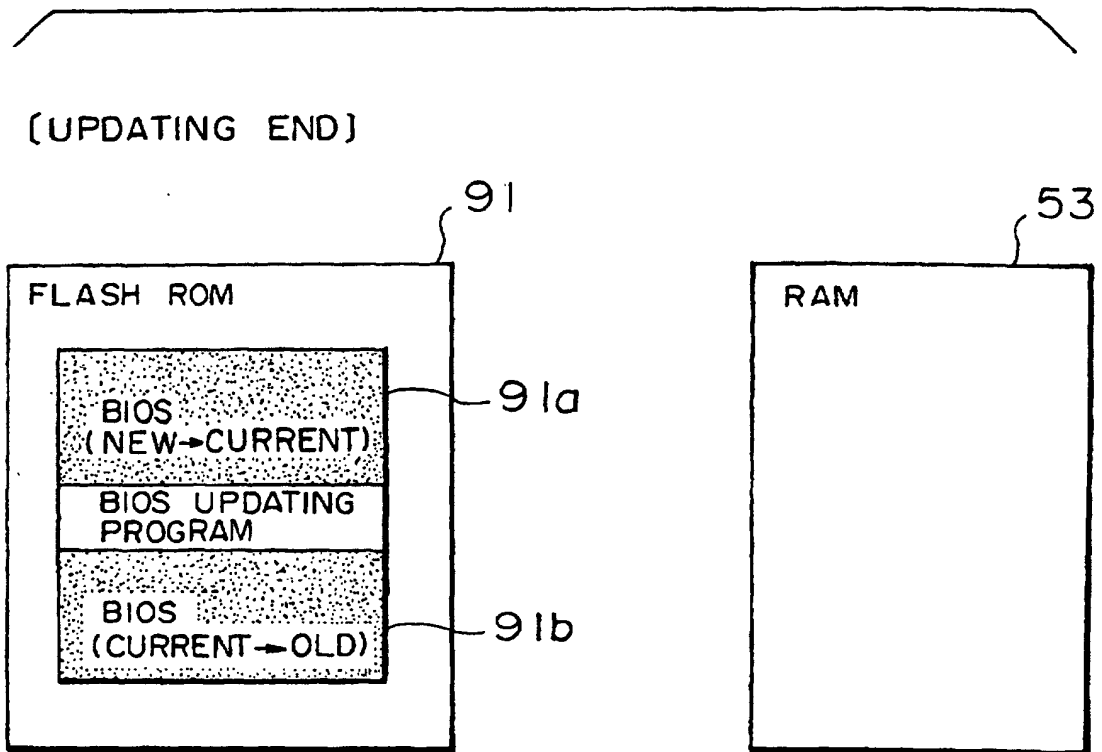 [UPDATING END]
91
53
FLASH ROM
RAM
BIOS
(NEW→CURRENT)
91a
BIOS UPDATING
PROGRAM
BIOS
(CURRENT→OLD)
91b